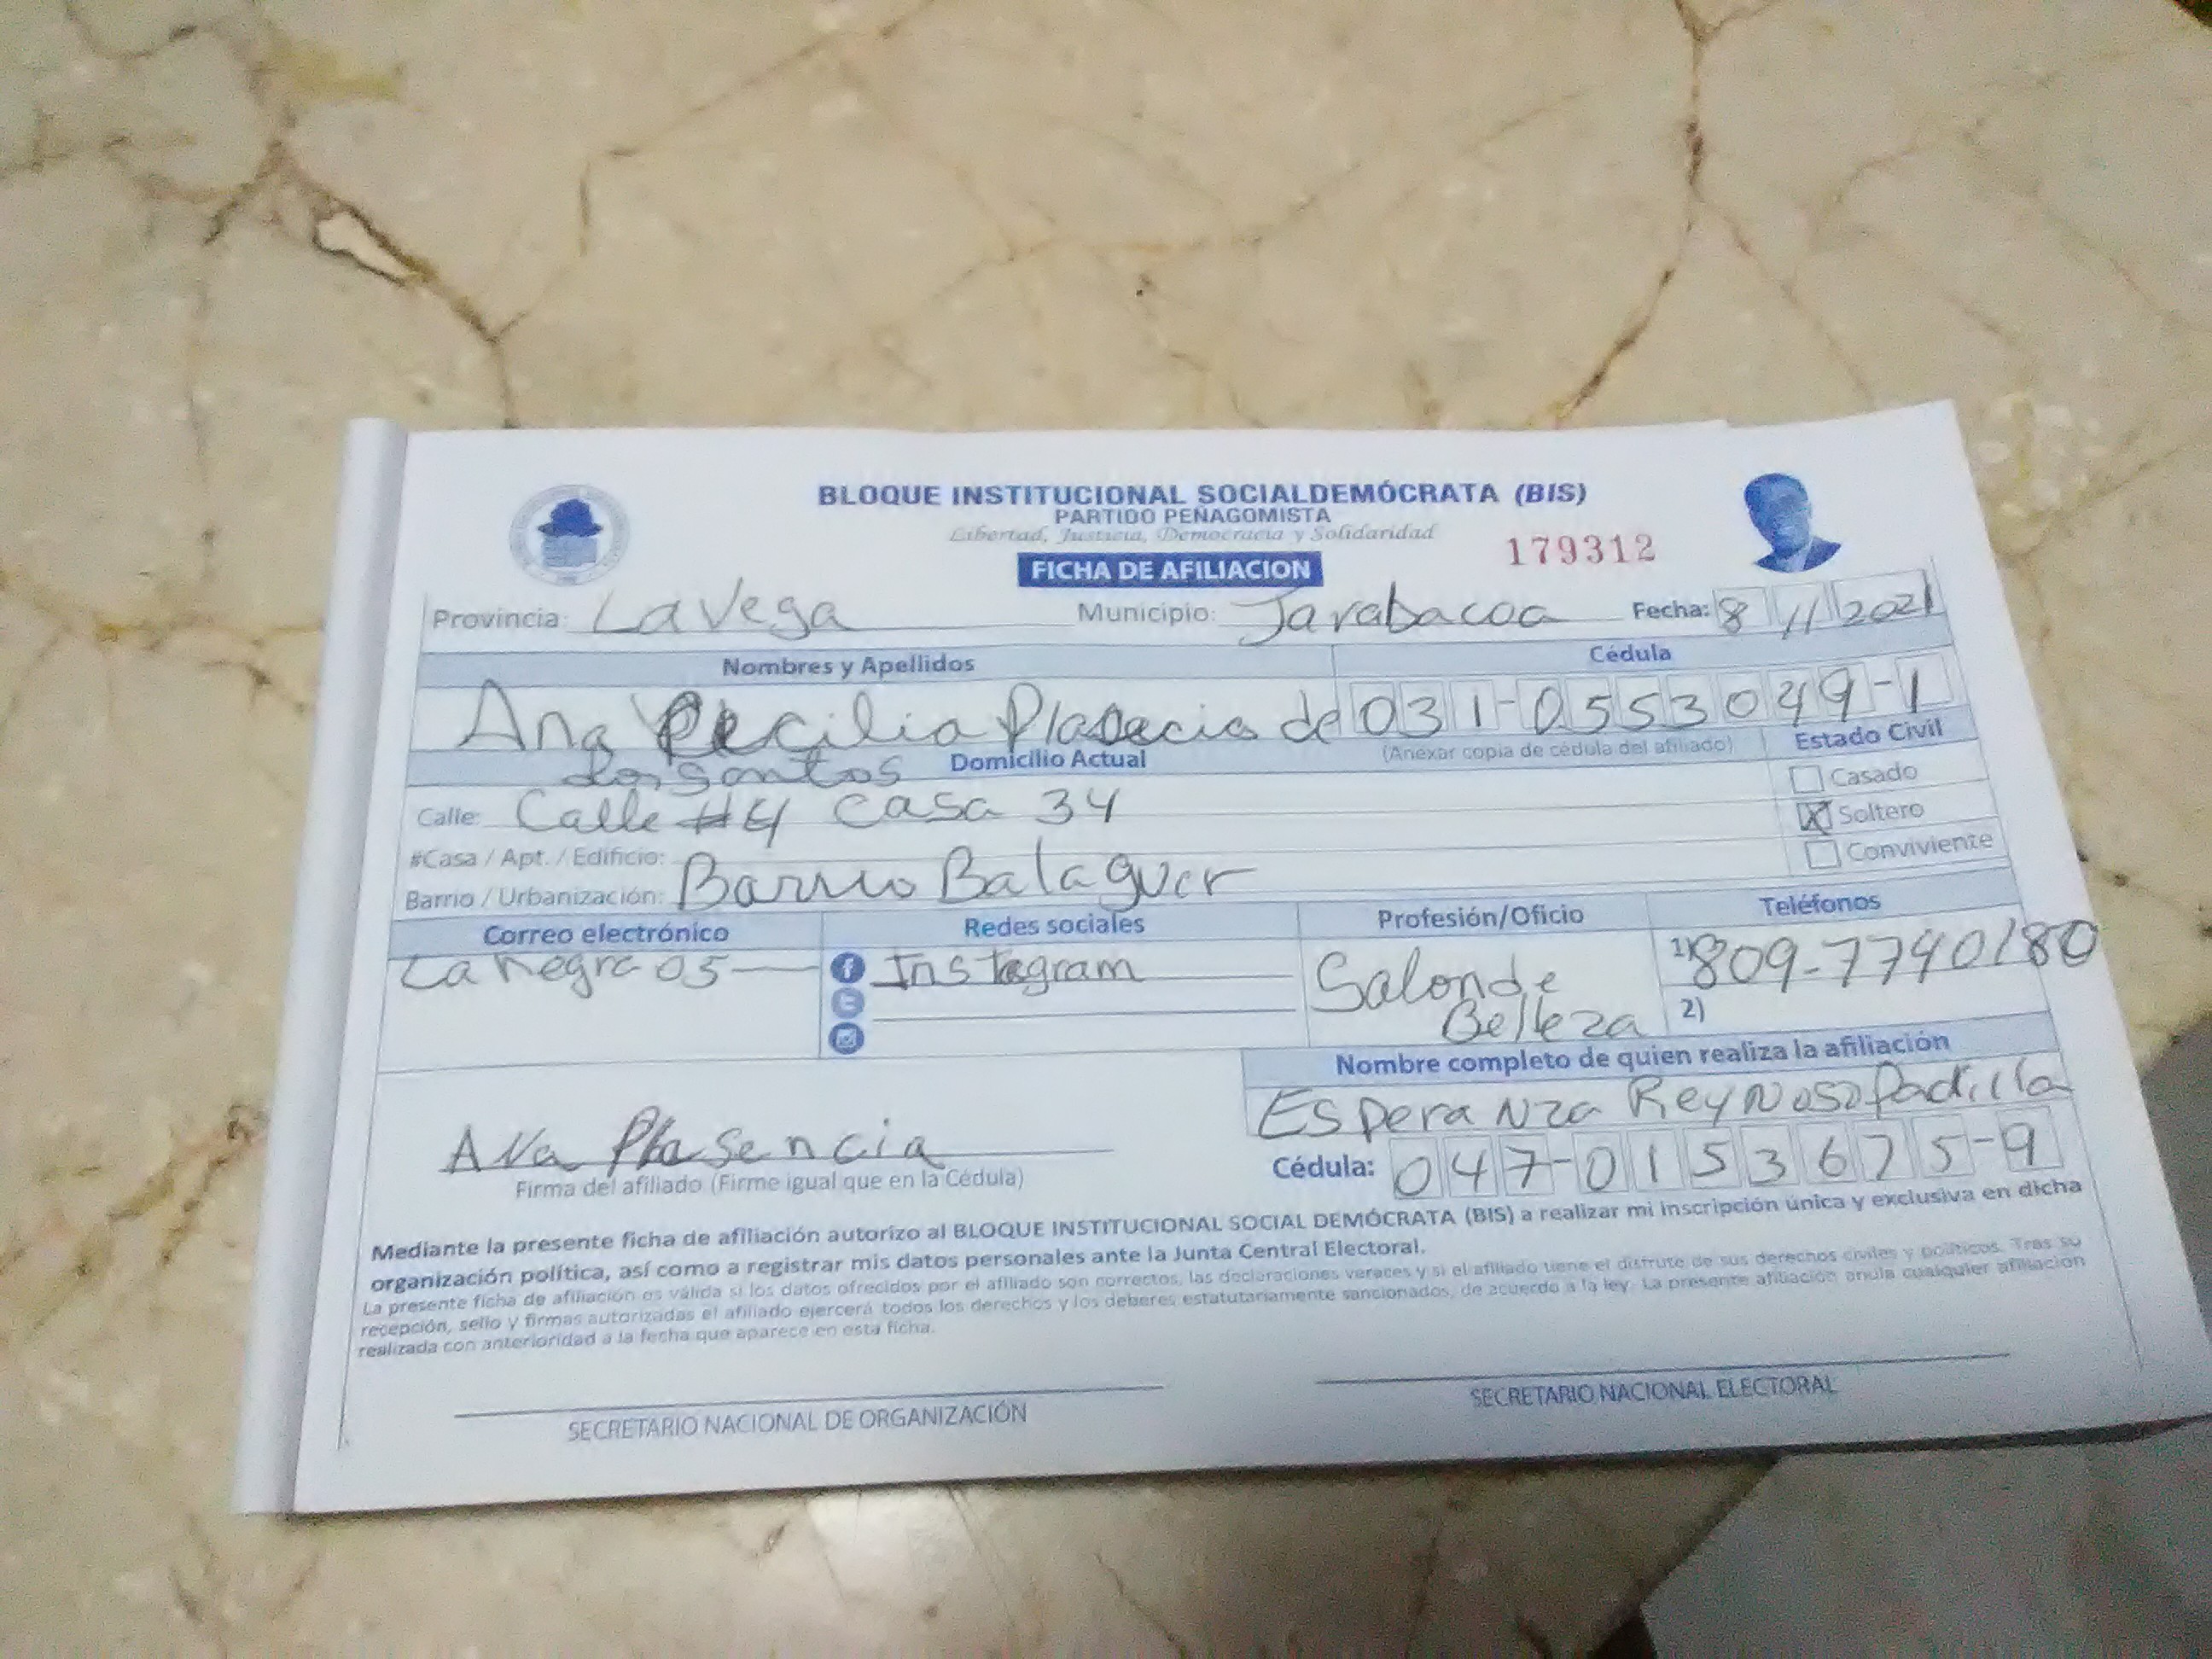 BLOQUE INSTITUCIONAL SOCIALDEMÓCRATA (BIS)
PARTIDO PEÑAGOMISTA
Libertad, Justicia, Democracia y Solidaridad
179312
FICHA DE AFILIACION
Provincia: La Vega Municipio: Jarabacoa Fecha: 8 11 2021
Nombres y Apellidos Cédula
Ana Cecilia Plasecia de 031-0553049-1
los santos
Domicilio Actual (Anexar copia de cédula del afiliado) Estado Civil
Casado
Calle: Calle #4 casa 34
X Soltero
#Casa / Apt. / Edificio:
Conviviente
Barrio / Urbanización: Barrio Balaguer
Correo electrónico Redes sociales Profesión/Oficio Teléfonos
La negra 05 Instagram Salon de 1) 809-7740180
Belleza 2)
Nombre completo de quien realiza la afiliación
Esperanza Reynoso Padilla
Ana Plasencia
Cédula: 047-0153675-9
Firma del afiliado (Firme igual que en la Cédula)
Mediante la presente ficha de afiliación autorizo al BLOQUE INSTITUCIONAL SOCIAL DEMÓCRATA (BIS) a realizar mi inscripción única y exclusiva en dicha
organización política, así como a registrar mis datos personales ante la Junta Central Electoral.
La presente ficha de afiliación es válida si los datos ofrecidos por el afiliado son correctos, las declaraciones veraces y si el afiliado tiene el disfrute de sus derechos civiles y políticos. Tras su
recepción, sello y firmas autorizadas el afiliado ejercerá todos los derechos y los deberes estatutariamente sancionados, de acuerdo a la ley. La presente afiliación anula cualquier afiliación
realizada con anterioridad a la fecha que aparece en esta ficha.
SECRETARIO NACIONAL DE ORGANIZACIÓN
SECRETARIO NACIONAL ELECTORAL